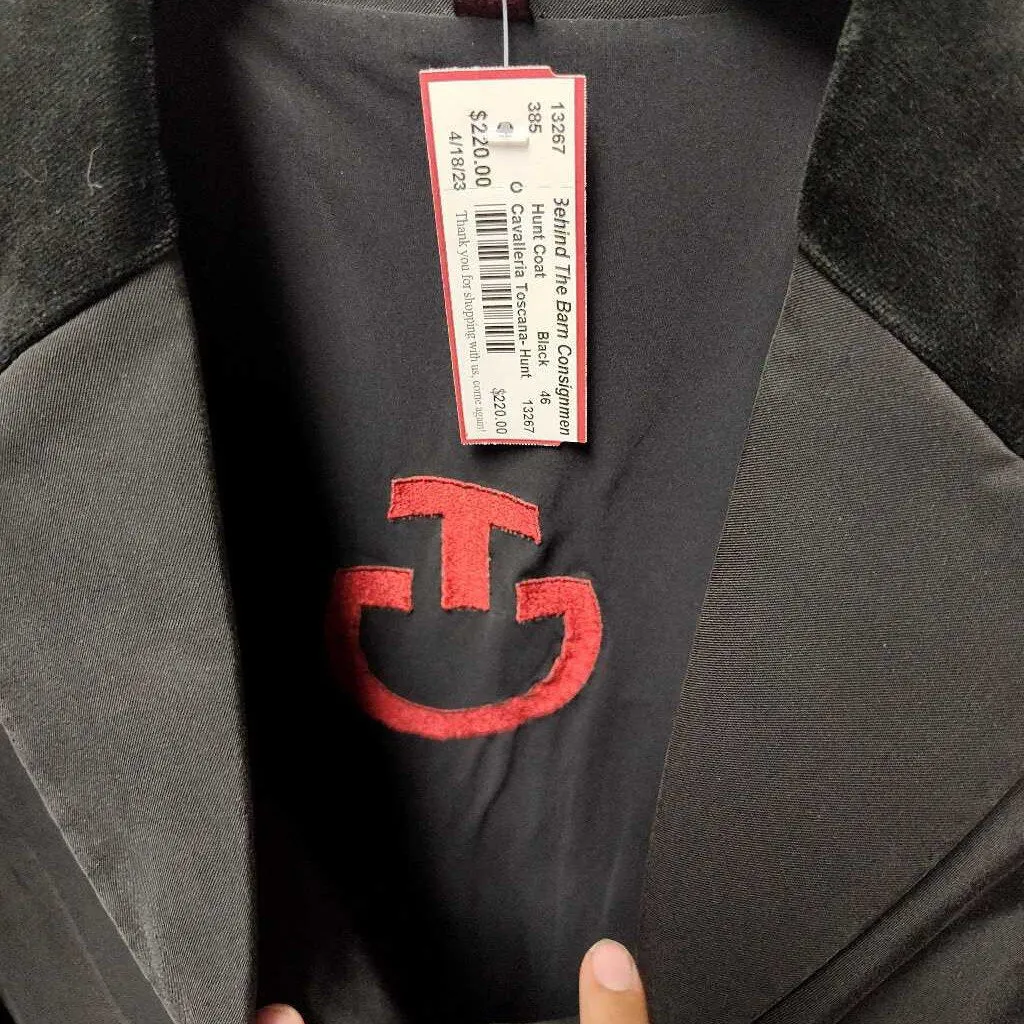 13267
385
$220.00
4/18/23
Behind The Barn Consignmen
Hunt Coat Black 46
O Cavalleria Toscana- Hunt 13267
$220.00
Thank you for shopping with us, come again!
CT